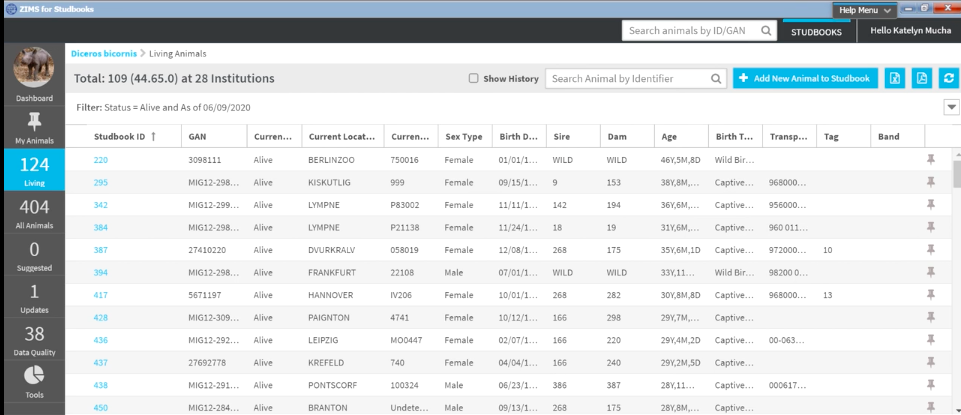 ZIMS for Studbooks
Help Menu
Search animals by ID/GAN
STUDBOOKS
Hello Katelyn Mucha
Diceros bicornis > Living Animals
Total: 109 (44.65.0) at 28 Institutions
Show History
Search Animal by Identifier
+ Add New Animal to Studbook
Filter: Status = Alive and As of 06/09/2020
Dashboard
My Animals
124
Living
404
All Animals
0
Suggested
1
Updates
38
Data Quality
Tools
Studbook ID ↑ GAN Curren... Current Locat... Curren... Sex Type Birth D... Sire Dam Age Birth T... Transp... Tag Band
220 3098111 Alive BERLINZOO 750016 Female 01/01/1... WILD WILD 46Y,5M,8D Wild Bir...
295 MIG12-298... Alive KISKUTLIG 999 Female 09/15/1... 9 153 38Y,8M,... Captive... 968000...
342 MIG12-299... Alive LYMPNE P83002 Female 11/11/1... 142 194 36Y,6M,... Captive... 956000...
384 MIG12-298... Alive LYMPNE P21138 Female 11/24/1... 18 19 31Y,6M,... Captive... 960 011...
387 27410220 Alive DVURKRALV 058019 Female 12/08/1... 268 175 35Y,6M,1D Captive... 972000... 10
394 MIG12-298... Alive FRANKFURT 22108 Male 07/01/1... WILD WILD 33Y,11... Wild Bir... 98200 0...
417 5671197 Alive HANNOVER IV206 Female 10/01/1... 268 282 30Y,8M,8D Captive... 968000... 13
428 MIG12-309... Alive PAIGNTON 4741 Female 10/12/1... 166 298 29Y,7M,... Captive...
436 MIG12-292... Alive LEIPZIG MO0447 Female 02/07/1... 166 220 29Y,4M,2D Captive... 00-063...
437 27692778 Alive KREFELD 740 Female 04/04/1... 166 240 29Y,2M,5D Captive...
438 MIG12-291... Alive PONTSCORF 100324 Male 06/23/1... 386 387 28Y,11... Captive... 000617...
450 MIG12-284... Alive BRANTON Undete... Male 09/13/1... 268 175 28Y,8M,... Captive...